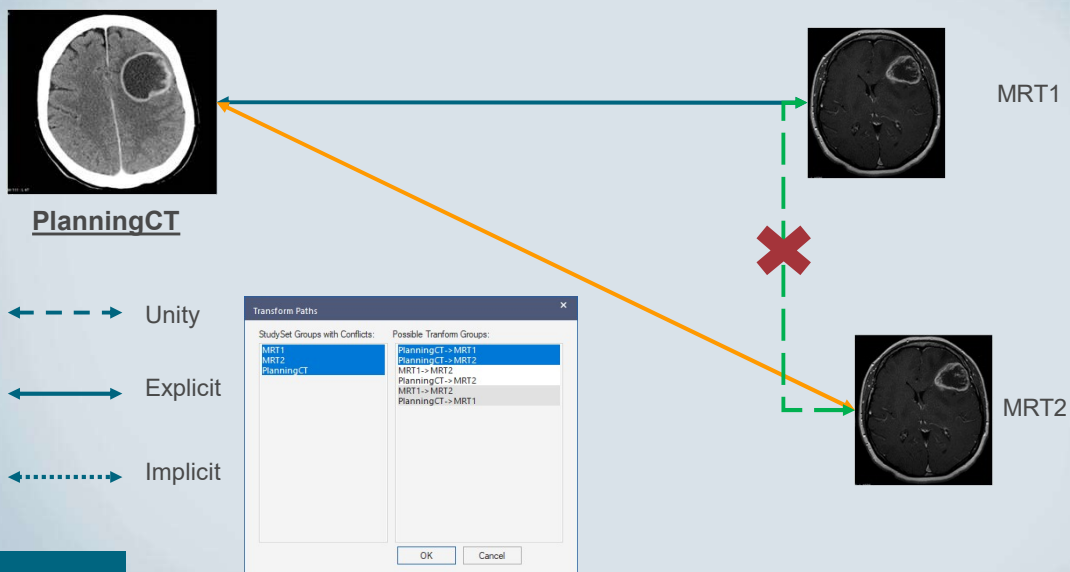 MRT1
PlanningCT
Unity
Explicit
Implicit
Transform Paths
×
StudySet Groups with Conflicts:
MRT1
MRT2
PlanningCT
Possible Tranform Groups:
PlanningCT->MRT1
PlanningCT->MRT2
MRT1->MRT2
PlanningCT->MRT2
MRT1->MRT2
PlanningCT->MRT1
OK
Cancel
MRT2